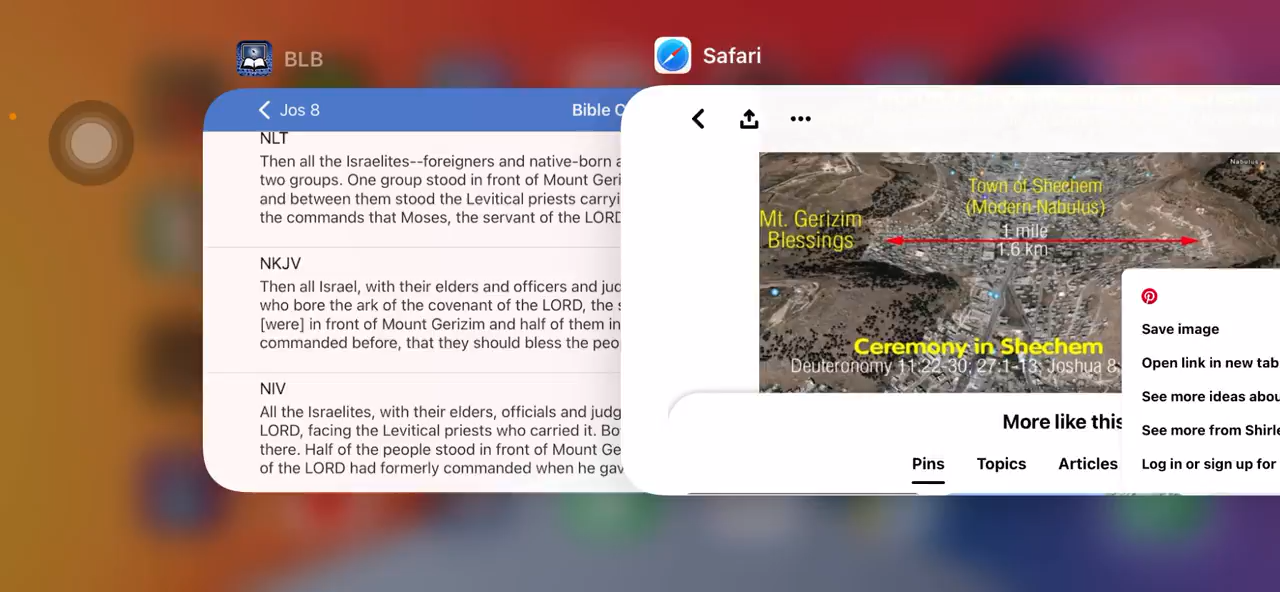 BLB
Safari
Jos 8
Bible C
NLT
Then all the Israelites--foreigners and native-born a
two groups. One group stood in front of Mount Geri
and between them stood the Levitical priests carryi
the commands that Moses, the servant of the LORD
NKJV
Then all Israel, with their elders and officers and jud
who bore the ark of the covenant of the LORD, the s
[were] in front of Mount Gerizim and half of them in
commanded before, that they should bless the peo
NIV
All the Israelites, with their elders, officials and judg
LORD, facing the Levitical priests who carried it. Bo
there. Half of the people stood in front of Mount Ge
of the LORD had formerly commanded when he gav
Nabulus
Town of Shechem
(Modern Nabulus)
Mt. Gerizim
Blessings
1 mile
1.6 km
Ceremony in Shechem
Deuteronomy 11:22-30; 27:1-13; Joshua 8:
Save image
Open link in new tab
See more ideas abou
See more from Shirle
Log in or sign up for
More like this
Pins
Topics
Articles